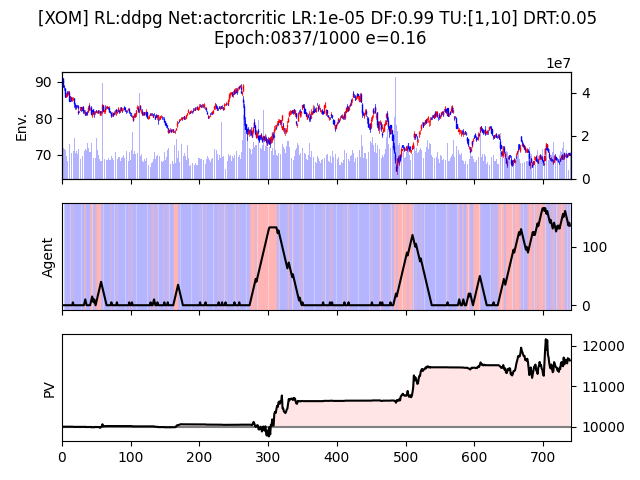 [XOM] RL:ddpg Net:actorcritic LR:1e-05 DF:0.99 TU:[1,10] DRT:0.05
Epoch:0837/1000 e=0.16
1e7
Env.
90
80
70
4
2
0
Agent
100
0
PV
12000
11000
10000
0 100 200 300 400 500 600 700